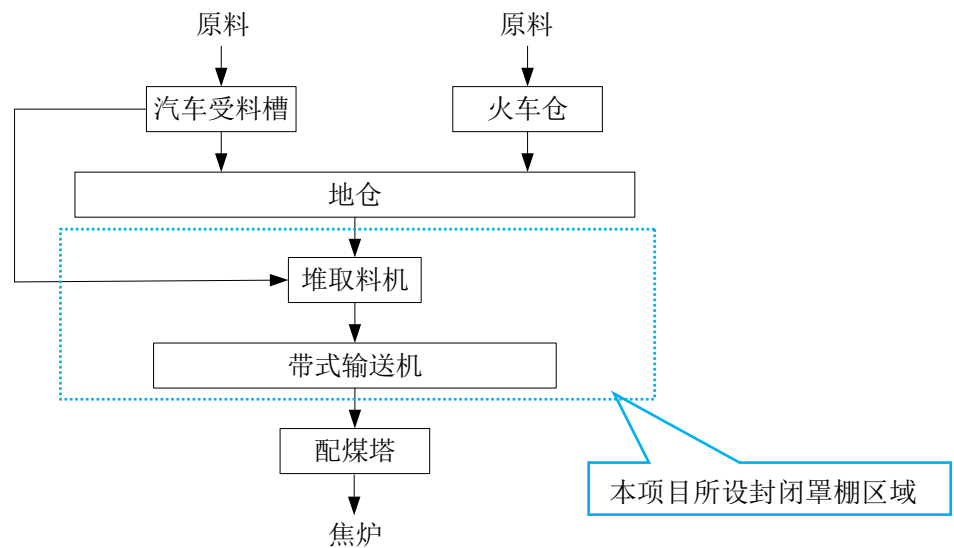 原料
原料
汽车受料槽
火车仓
地仓
堆取料机
带式输送机
配煤塔
本项目所设封闭罩棚区域
焦炉